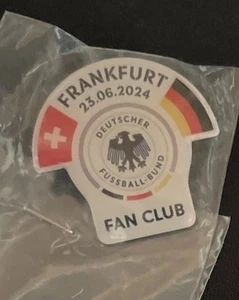 FRANKFURT
23.06.2024
DEUTSCHER
FUSSBALL-BUND
FAN CLUB